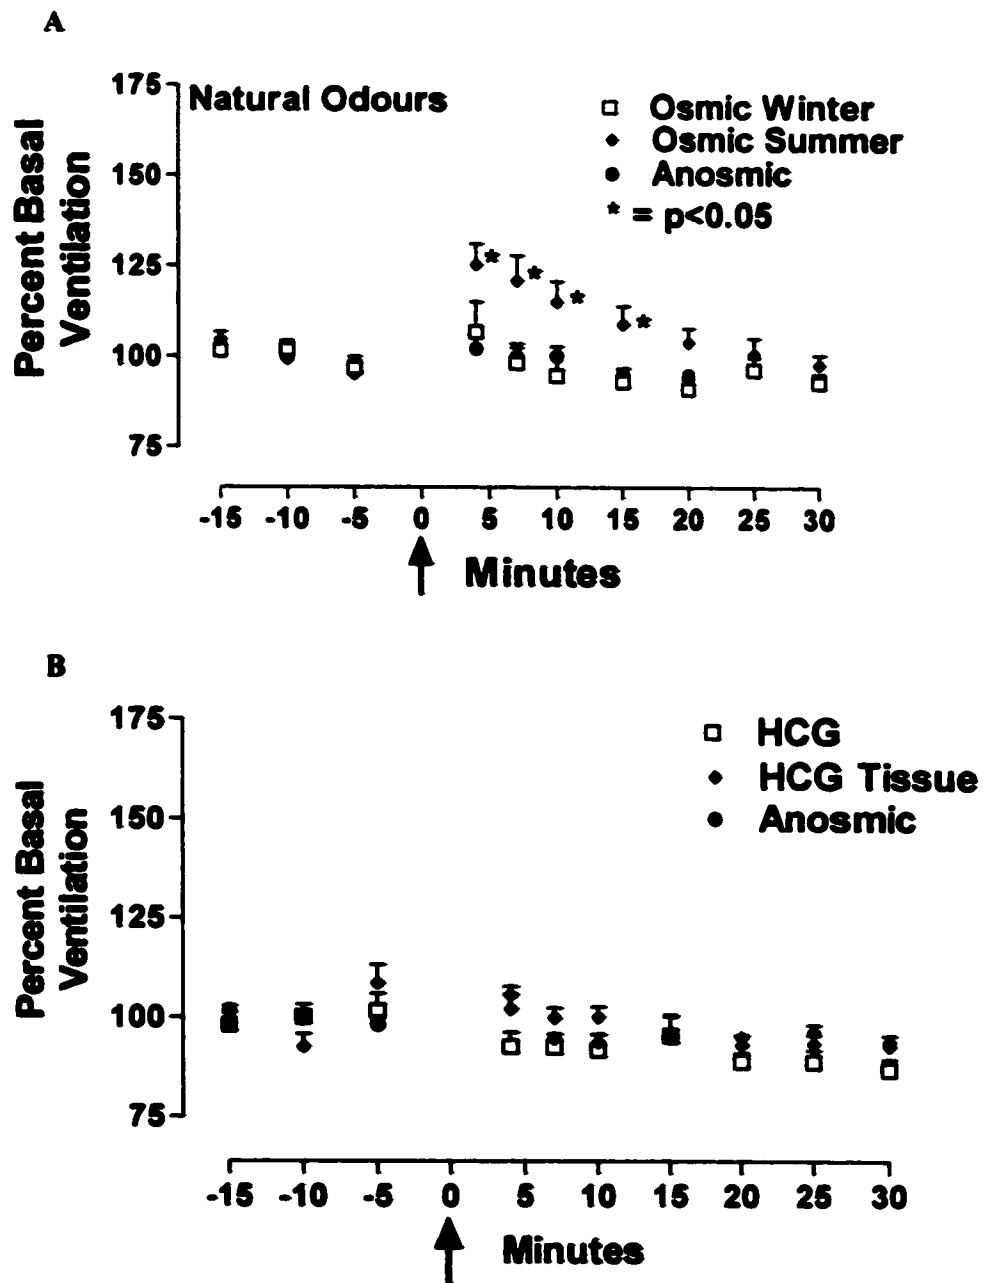 A
175
Natural Odours
Osmic Winter
Osmic Summer
Anosmic
* = p<0.05
150
125
100
75
Percent Basal
Ventilation
* * * *
-15 -10 -5 0 5 10 15 20 25 30
Minutes
B
175
HCG
HCG Tissue
Anosmic
150
125
100
75
Percent Basal
Ventilation
-15 -10 -5 0 5 10 15 20 25 30
Minutes